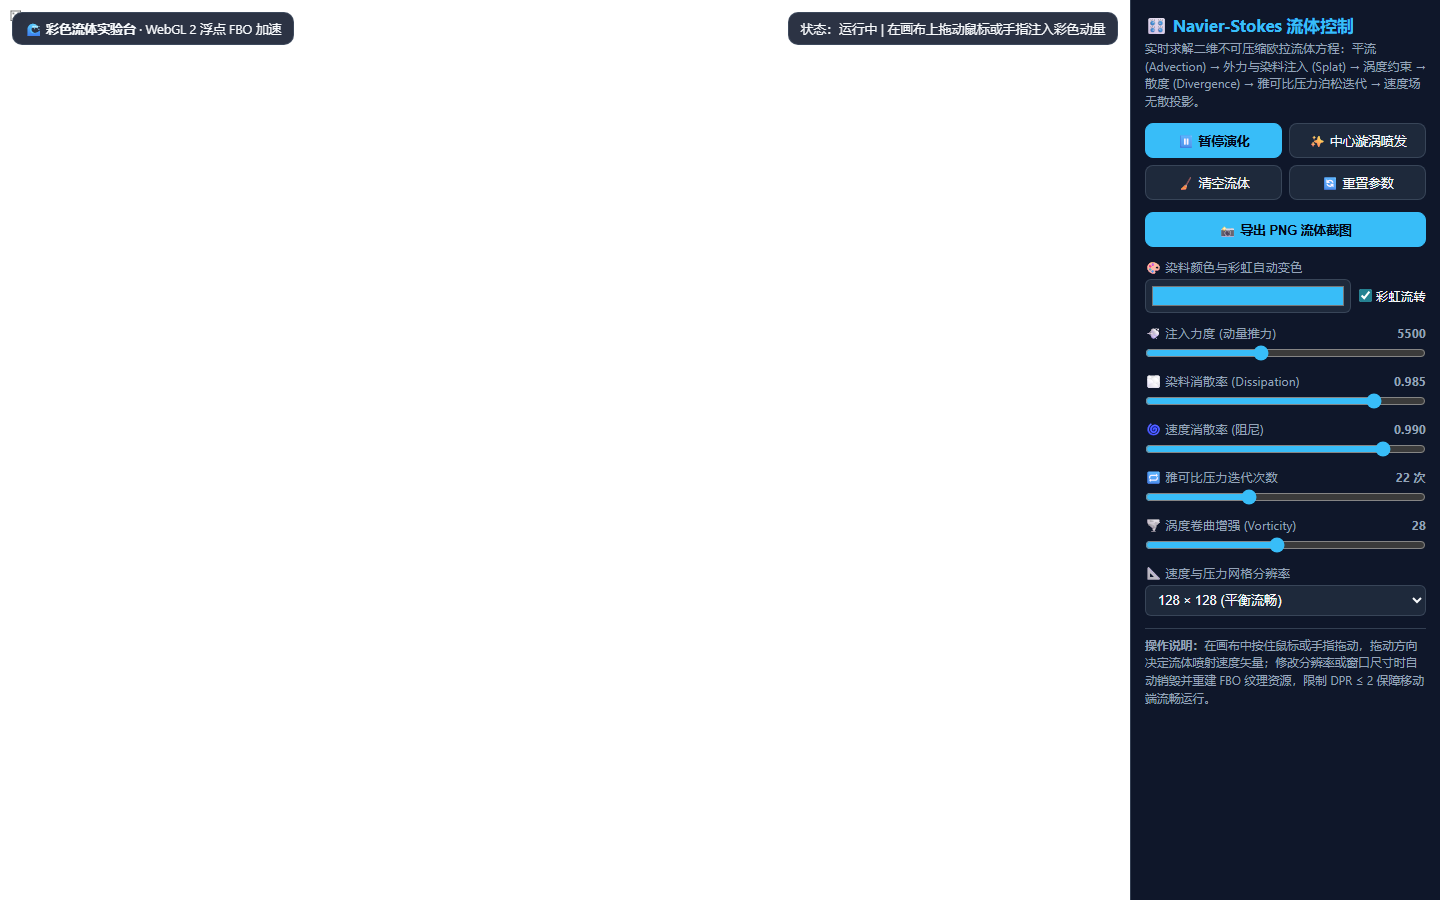 彩色流体实验台 · WebGL 2 浮点 FBO 加速
状态：运行中 | 在画布上拖动鼠标或手指注入彩色动量
Navier-Stokes 流体控制
实时求解二维不可压缩欧拉流体方程：平流
(Advection) → 外力与染料注入 (Splat) → 涡度约束 →
散度 (Divergence) → 雅可比压力泊松迭代 → 速度场
无散投影。
暂停演化
中心漩涡喷发
清空流体
重置参数
导出 PNG 流体截图
染料颜色与彩虹自动变色
彩虹流转
注入力度 (动量推力) 5500
染料消散率 (Dissipation) 0.985
速度消散率 (阻尼) 0.990
雅可比压力迭代次数 22 次
涡度卷曲增强 (Vorticity) 28
速度与压力网格分辨率
128 × 128 (平衡流畅)
操作说明：在画布中按住鼠标或手指拖动，拖动方向
决定流体喷射速度矢量；修改分辨率或窗口尺寸时自
动销毁并重建 FBO 纹理资源，限制 DPR ≤ 2 保障移动
端流畅运行。